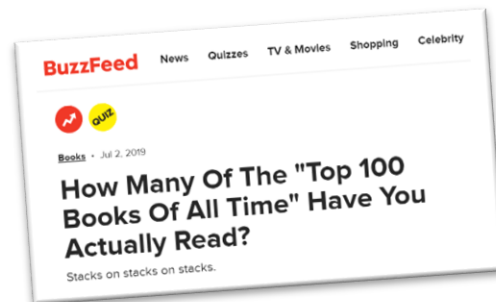 BuzzFeed News Quizzes TV & Movies Shopping Celebrity
QUIZ
Books • Jul 2, 2019
How Many Of The "Top 100
Books Of All Time" Have You
Actually Read?
Stacks on stacks on stacks.